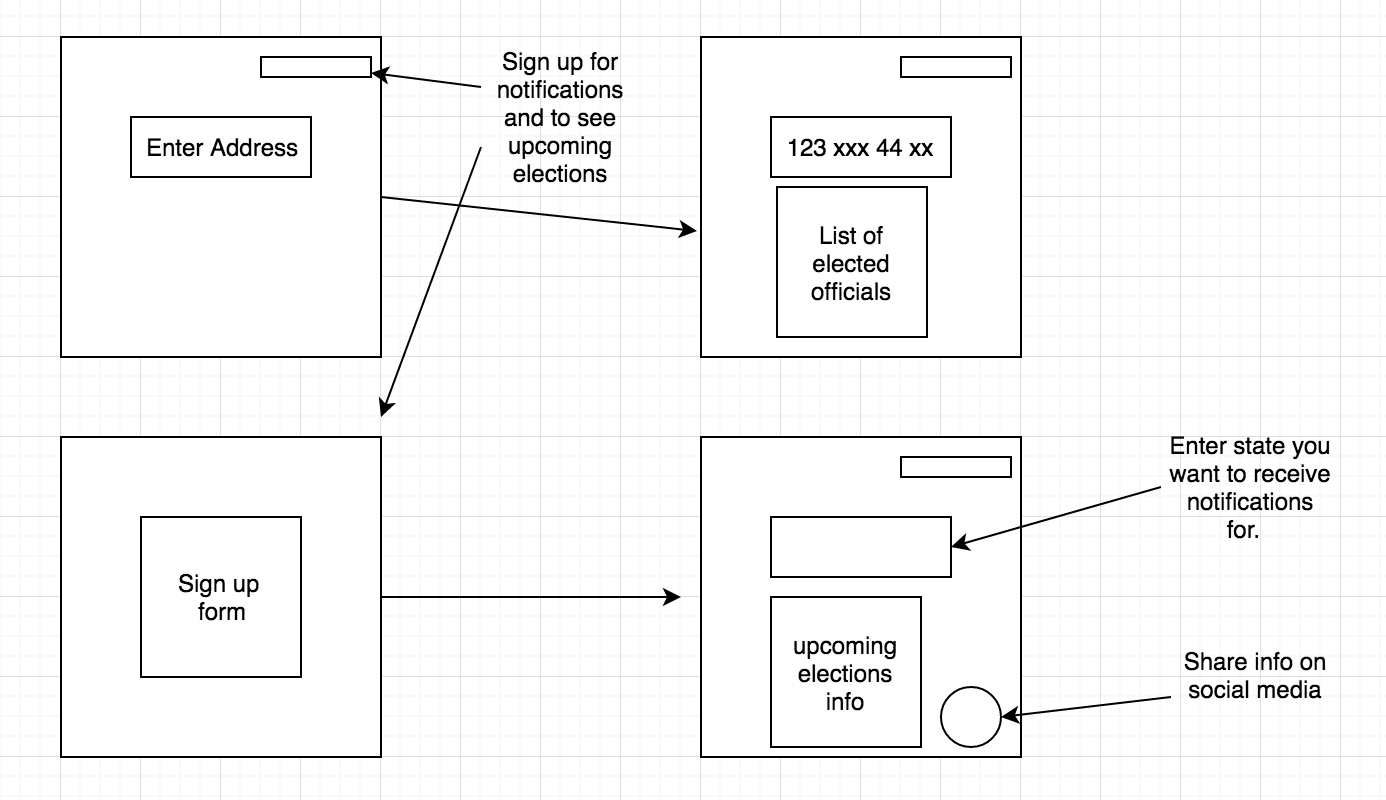 Sign up for
notifications
and to see
upcoming
elections
Enter Address
123 xxx 44 xx
List of
elected
officials
Enter state you
want to receive
notifications
for.
Sign up
form
upcoming
elections
info
Share info on
social media